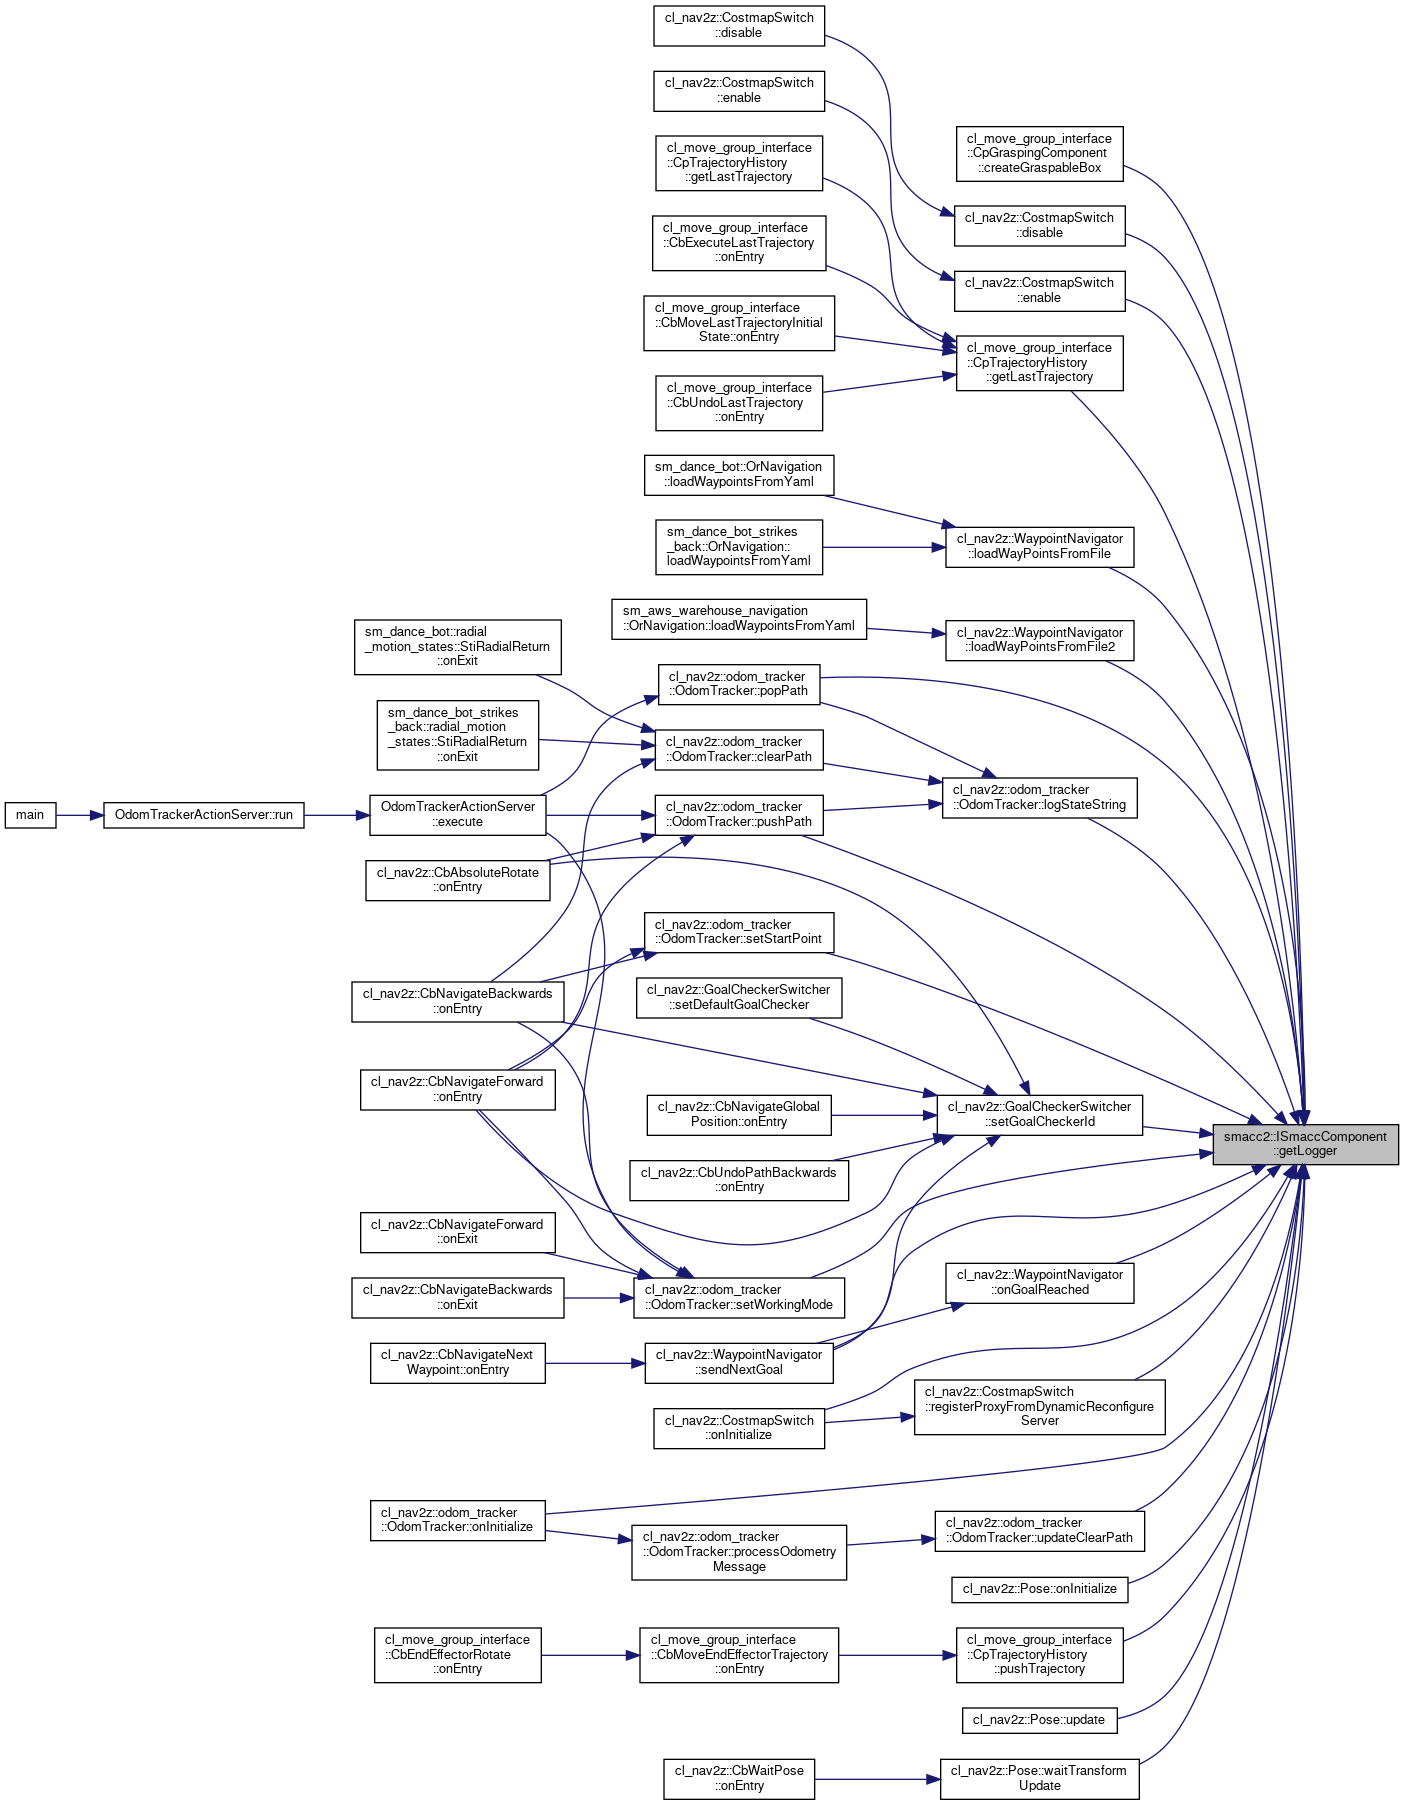 cl_nav2z::CostmapSwitch
::disable
cl_nav2z::CostmapSwitch
::enable
cl_move_group_interface
::CpTrajectoryHistory
::getLastTrajectory
cl_move_group_interface
::CbExecuteLastTrajectory
::onEntry
cl_move_group_interface
::CbMoveLastTrajectoryInitial
State::onEntry
cl_move_group_interface
::CbUndoLastTrajectory
::onEntry
cl_move_group_interface
::CpGraspingComponent
::createGraspableBox
cl_nav2z::CostmapSwitch
::disable
cl_nav2z::CostmapSwitch
::enable
cl_move_group_interface
::CpTrajectoryHistory
::getLastTrajectory
sm_dance_bot::OrNavigation
::loadWaypointsFromYaml
sm_dance_bot_strikes
_back::OrNavigation::
loadWaypointsFromYaml
cl_nav2z::WaypointNavigator
::loadWayPointsFromFile
sm_aws_warehouse_navigation
::OrNavigation::loadWaypointsFromYaml
cl_nav2z::WaypointNavigator
::loadWayPointsFromFile2
sm_dance_bot::radial
_motion_states::StiRadialReturn
::onExit
sm_dance_bot_strikes
_back::radial_motion
_states::StiRadialReturn
::onExit
cl_nav2z::odom_tracker
::OdomTracker::popPath
cl_nav2z::odom_tracker
::OdomTracker::clearPath
cl_nav2z::odom_tracker
::OdomTracker::pushPath
cl_nav2z::odom_tracker
::OdomTracker::logStateString
main
OdomTrackerActionServer::run
OdomTrackerActionServer
::execute
cl_nav2z::CbAbsoluteRotate
::onEntry
cl_nav2z::odom_tracker
::OdomTracker::setStartPoint
cl_nav2z::CbNavigateBackwards
::onEntry
cl_nav2z::GoalCheckerSwitcher
::setDefaultGoalChecker
cl_nav2z::CbNavigateForward
::onEntry
cl_nav2z::CbNavigateGlobal
Position::onEntry
cl_nav2z::GoalCheckerSwitcher
::setGoalCheckerId
smacc2::ISmaccComponent
::getLogger
cl_nav2z::CbUndoPathBackwards
::onEntry
cl_nav2z::CbNavigateForward
::onExit
cl_nav2z::CbNavigateBackwards
::onExit
cl_nav2z::odom_tracker
::OdomTracker::setWorkingMode
cl_nav2z::WaypointNavigator
::onGoalReached
cl_nav2z::CbNavigateNext
Waypoint::onEntry
cl_nav2z::WaypointNavigator
::sendNextGoal
cl_nav2z::CostmapSwitch
::onInitialize
cl_nav2z::CostmapSwitch
::registerProxyFromDynamicReconfigure
Server
cl_nav2z::odom_tracker
::OdomTracker::onInitialize
cl_nav2z::odom_tracker
::OdomTracker::processOdometry
Message
cl_nav2z::odom_tracker
::OdomTracker::updateClearPath
cl_nav2z::Pose::onInitialize
cl_move_group_interface
::CbEndEffectorRotate
::onEntry
cl_move_group_interface
::CbMoveEndEffectorTrajectory
::onEntry
cl_move_group_interface
::CpTrajectoryHistory
::pushTrajectory
cl_nav2z::Pose::update
cl_nav2z::CbWaitPose
::onEntry
cl_nav2z::Pose::waitTransform
Update